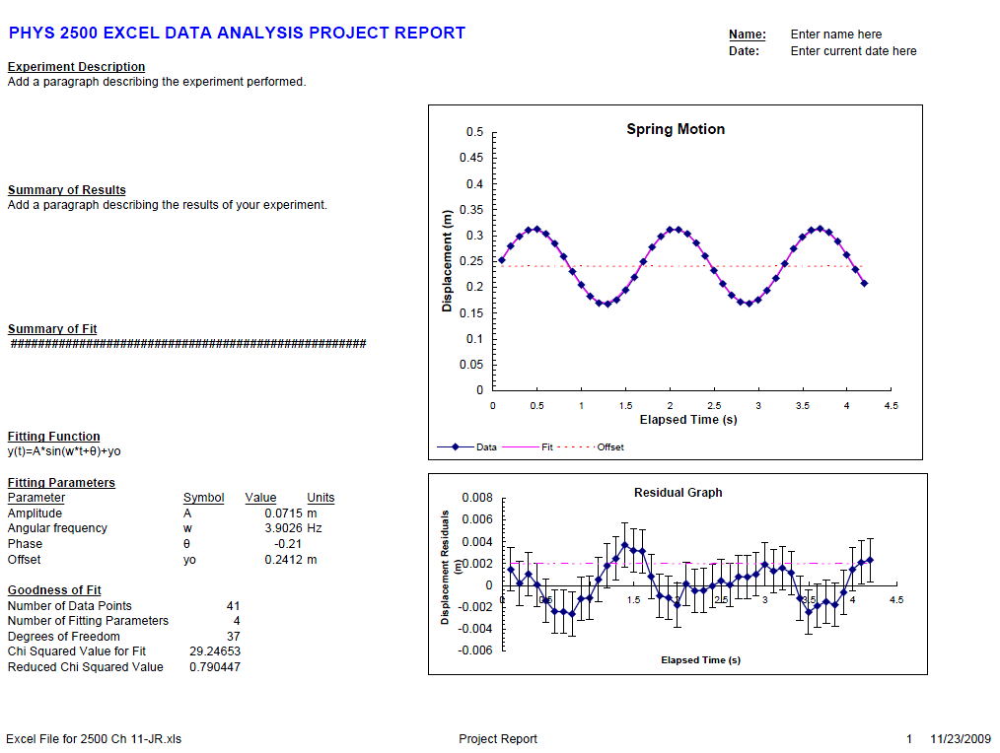 PHYS 2500 EXCEL DATA ANALYSIS PROJECT REPORT
Name: Enter name here
Date: Enter current date here
Experiment Description
Add a paragraph describing the experiment performed.
Summary of Results
Add a paragraph describing the results of your experiment.
Summary of Fit
Fitting Function
y(t)=A*sin(w*t+θ)+yo
Fitting Parameters
Parameter Symbol Value Units
Amplitude A 0.0715 m
Angular frequency w 3.9026 Hz
Phase θ -0.21
Offset yo 0.2412 m
Goodness of Fit
Number of Data Points 41
Number of Fitting Parameters 4
Degrees of Freedom 37
Chi Squared Value for Fit 29.24653
Reduced Chi Squared Value 0.790447
Spring Motion
Displacement (m)
0.5
0.45
0.4
0.35
0.3
0.25
0.2
0.15
0.1
0.05
0
0 0.5 1 1.5 2 2.5 3 3.5 4 4.5
Elapsed Time (s)
Data Fit Offset
Residual Graph
Displacement Residuals
(m)
0.008
0.006
0.004
0.002
0
-0.002
-0.004
-0.006
0 0.5 1.5 2.5 3 3.5 4 4.5
Elapsed Time (s)
Excel File for 2500 Ch 11-JR.xls Project Report 1 11/23/2009